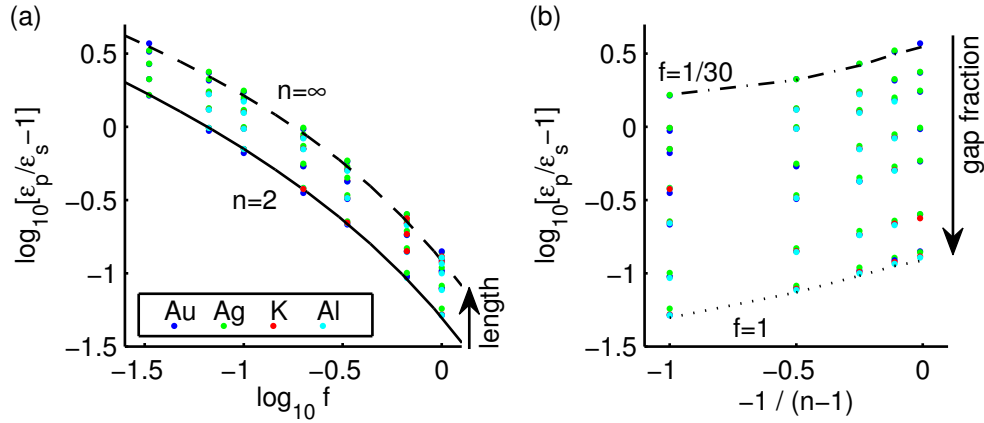 (a)
log₁₀[εₚ/εₛ−1]
0.5
0
−0.5
−1
−1.5
n=∞
n=2
Au Ag K Al
length
−1.5 −1 −0.5 0
log₁₀ f
(b)
log₁₀[εₚ/εₛ−1]
0.5
0
−0.5
−1
−1.5
f=1/30
f=1
gap fraction
−1 −0.5 0
−1 / (n−1)